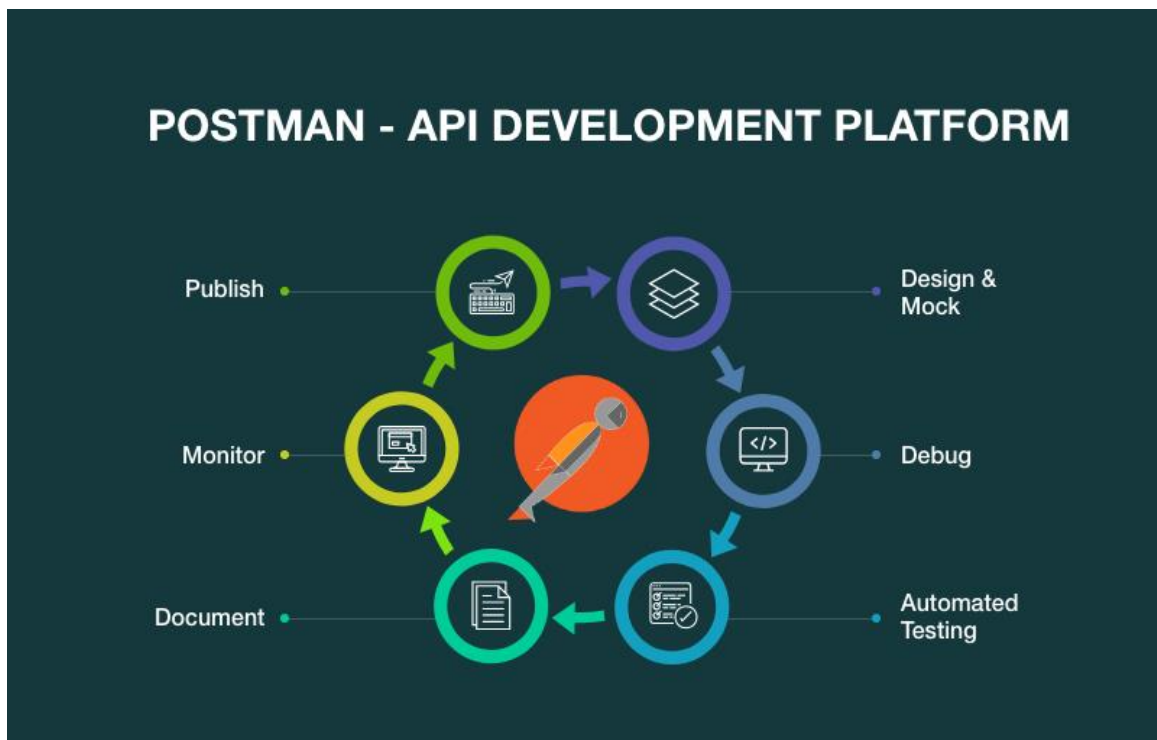 POSTMAN - API DEVELOPMENT PLATFORM
Publish
Design &
Mock
Monitor
</>
Debug
Document
Automated
Testing